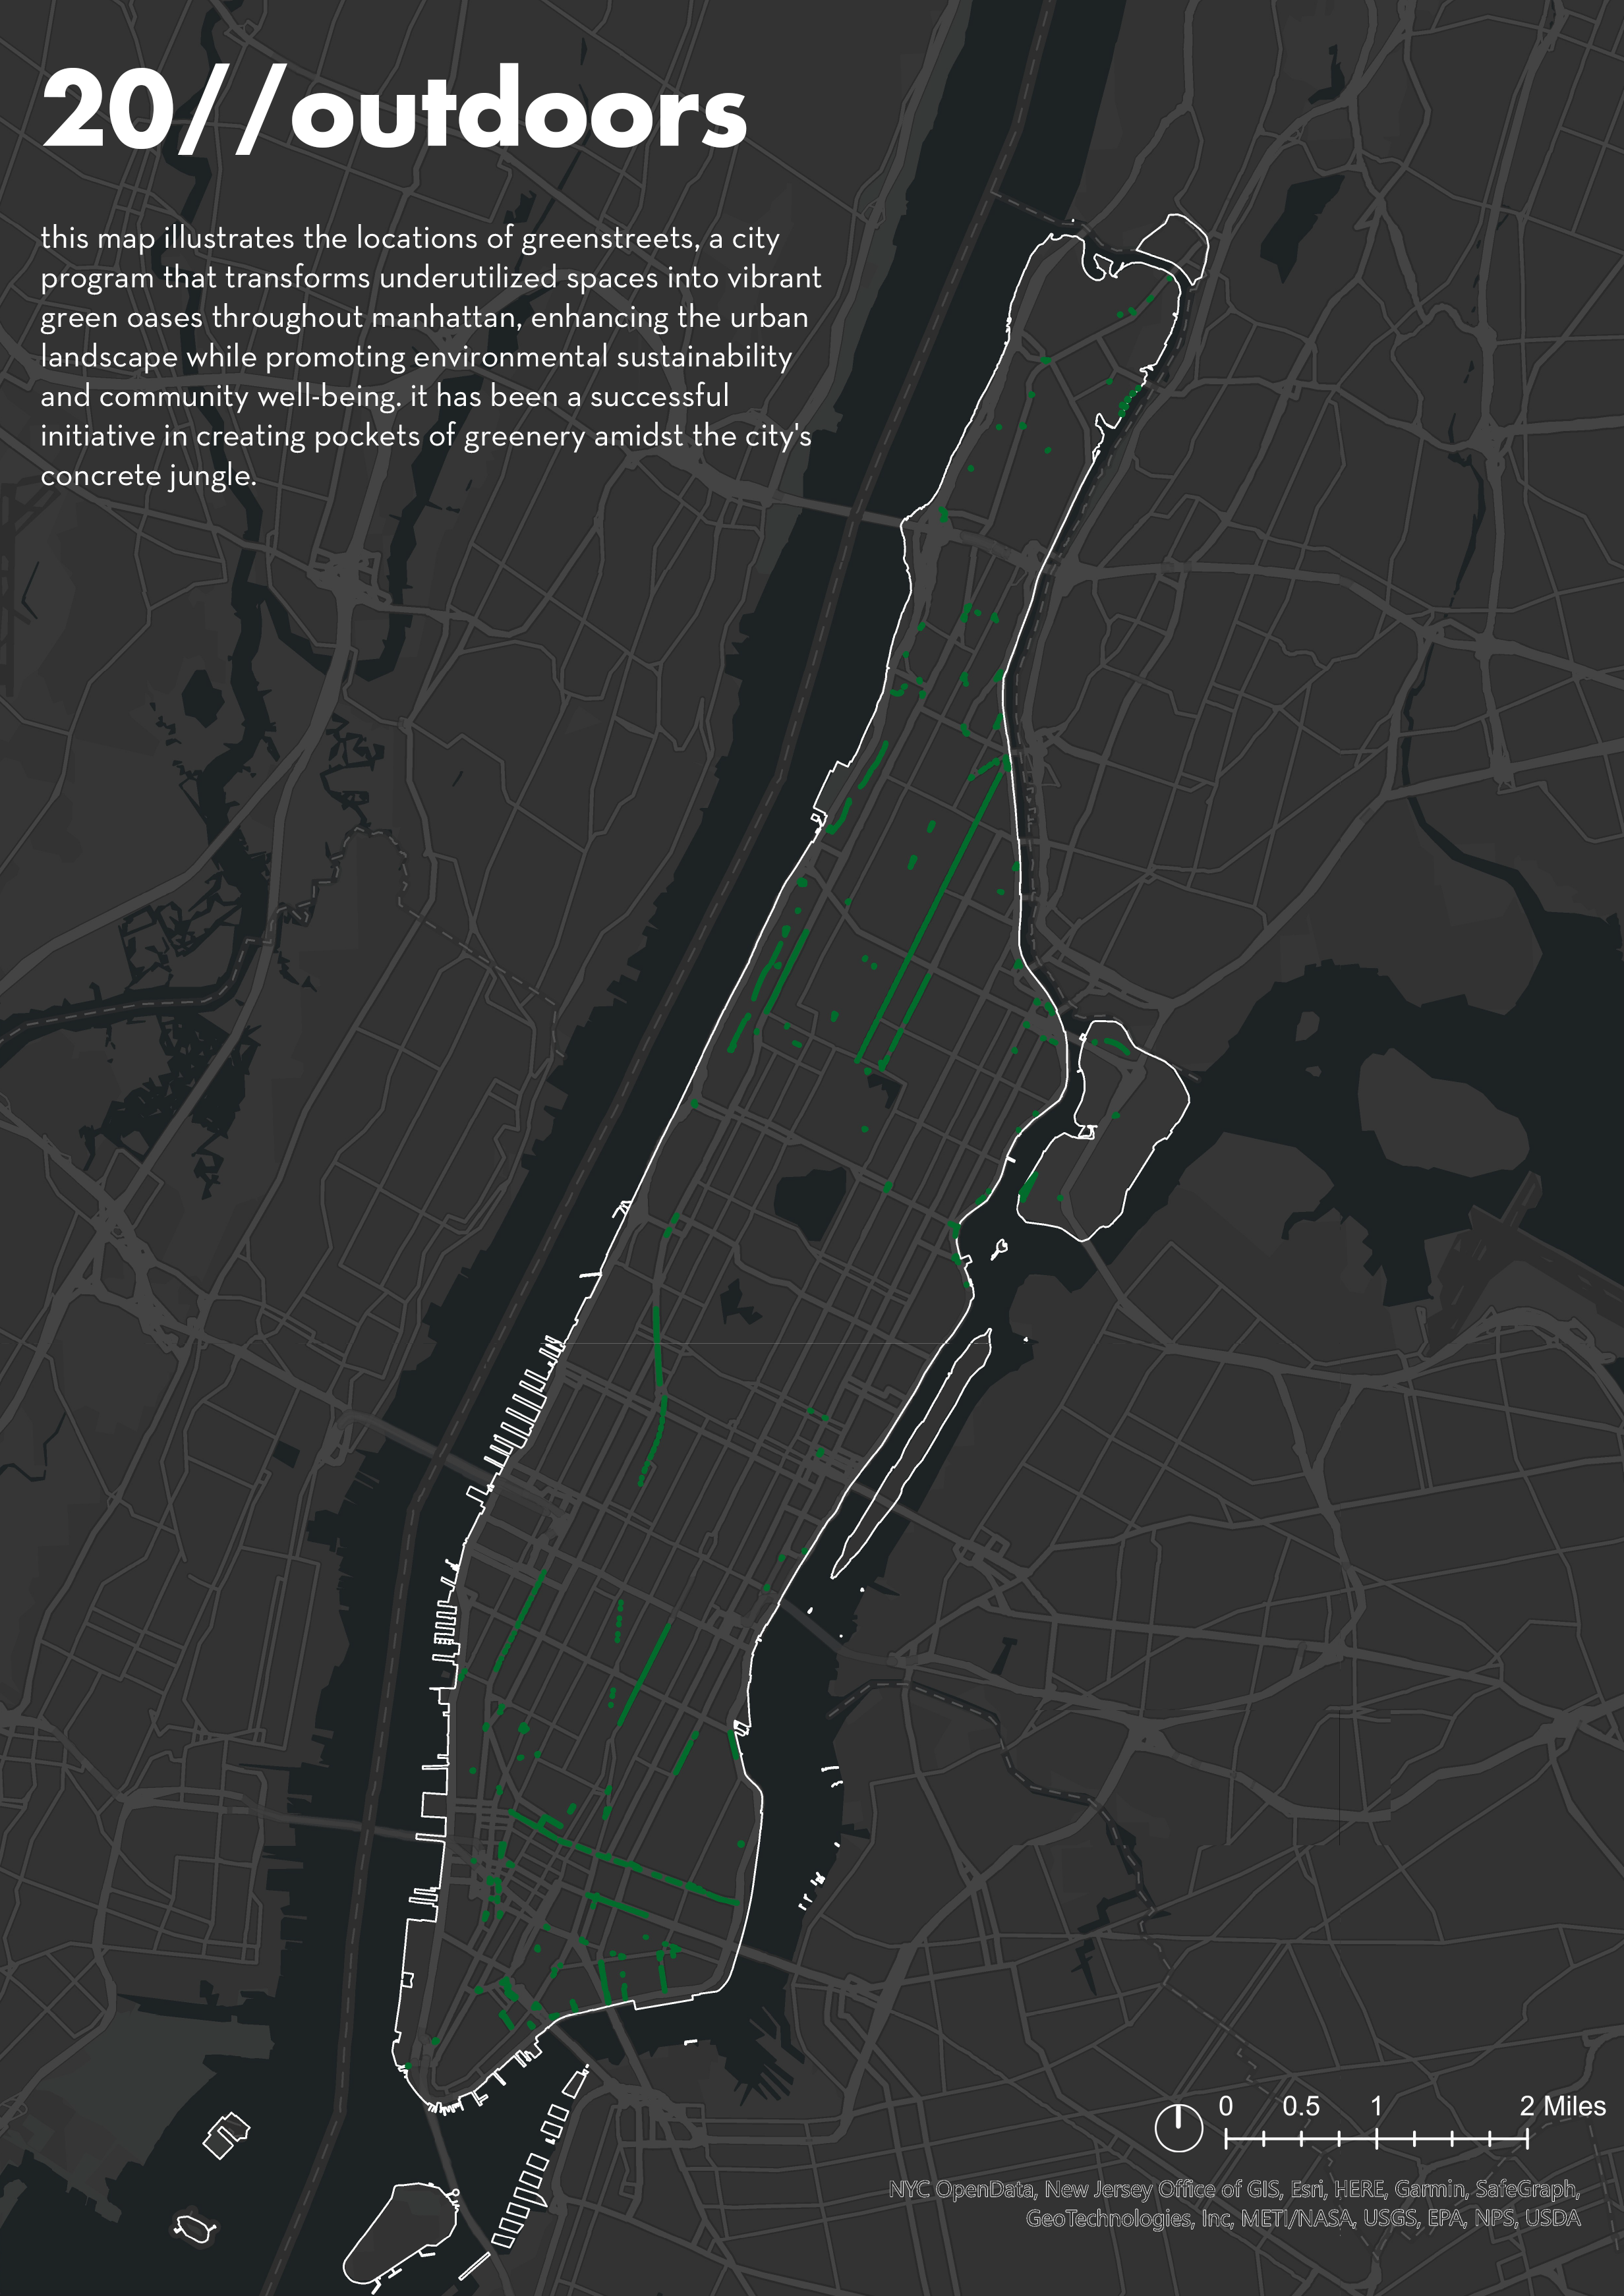 20//outdoors
this map illustrates the locations of greenstreets, a city
program that transforms underutilized spaces into vibrant
green oases throughout manhattan, enhancing the urban
landscape while promoting environmental sustainability
and community well-being. it has been a successful
initiative in creating pockets of greenery amidst the city's
concrete jungle.
0 0.5 1 2 Miles
NYC OpenData, New Jersey Office of GIS, Esri, HERE, Garmin, SafeGraph,
GeoTechnologies, Inc, METI/NASA, USGS, EPA, NPS, USDA